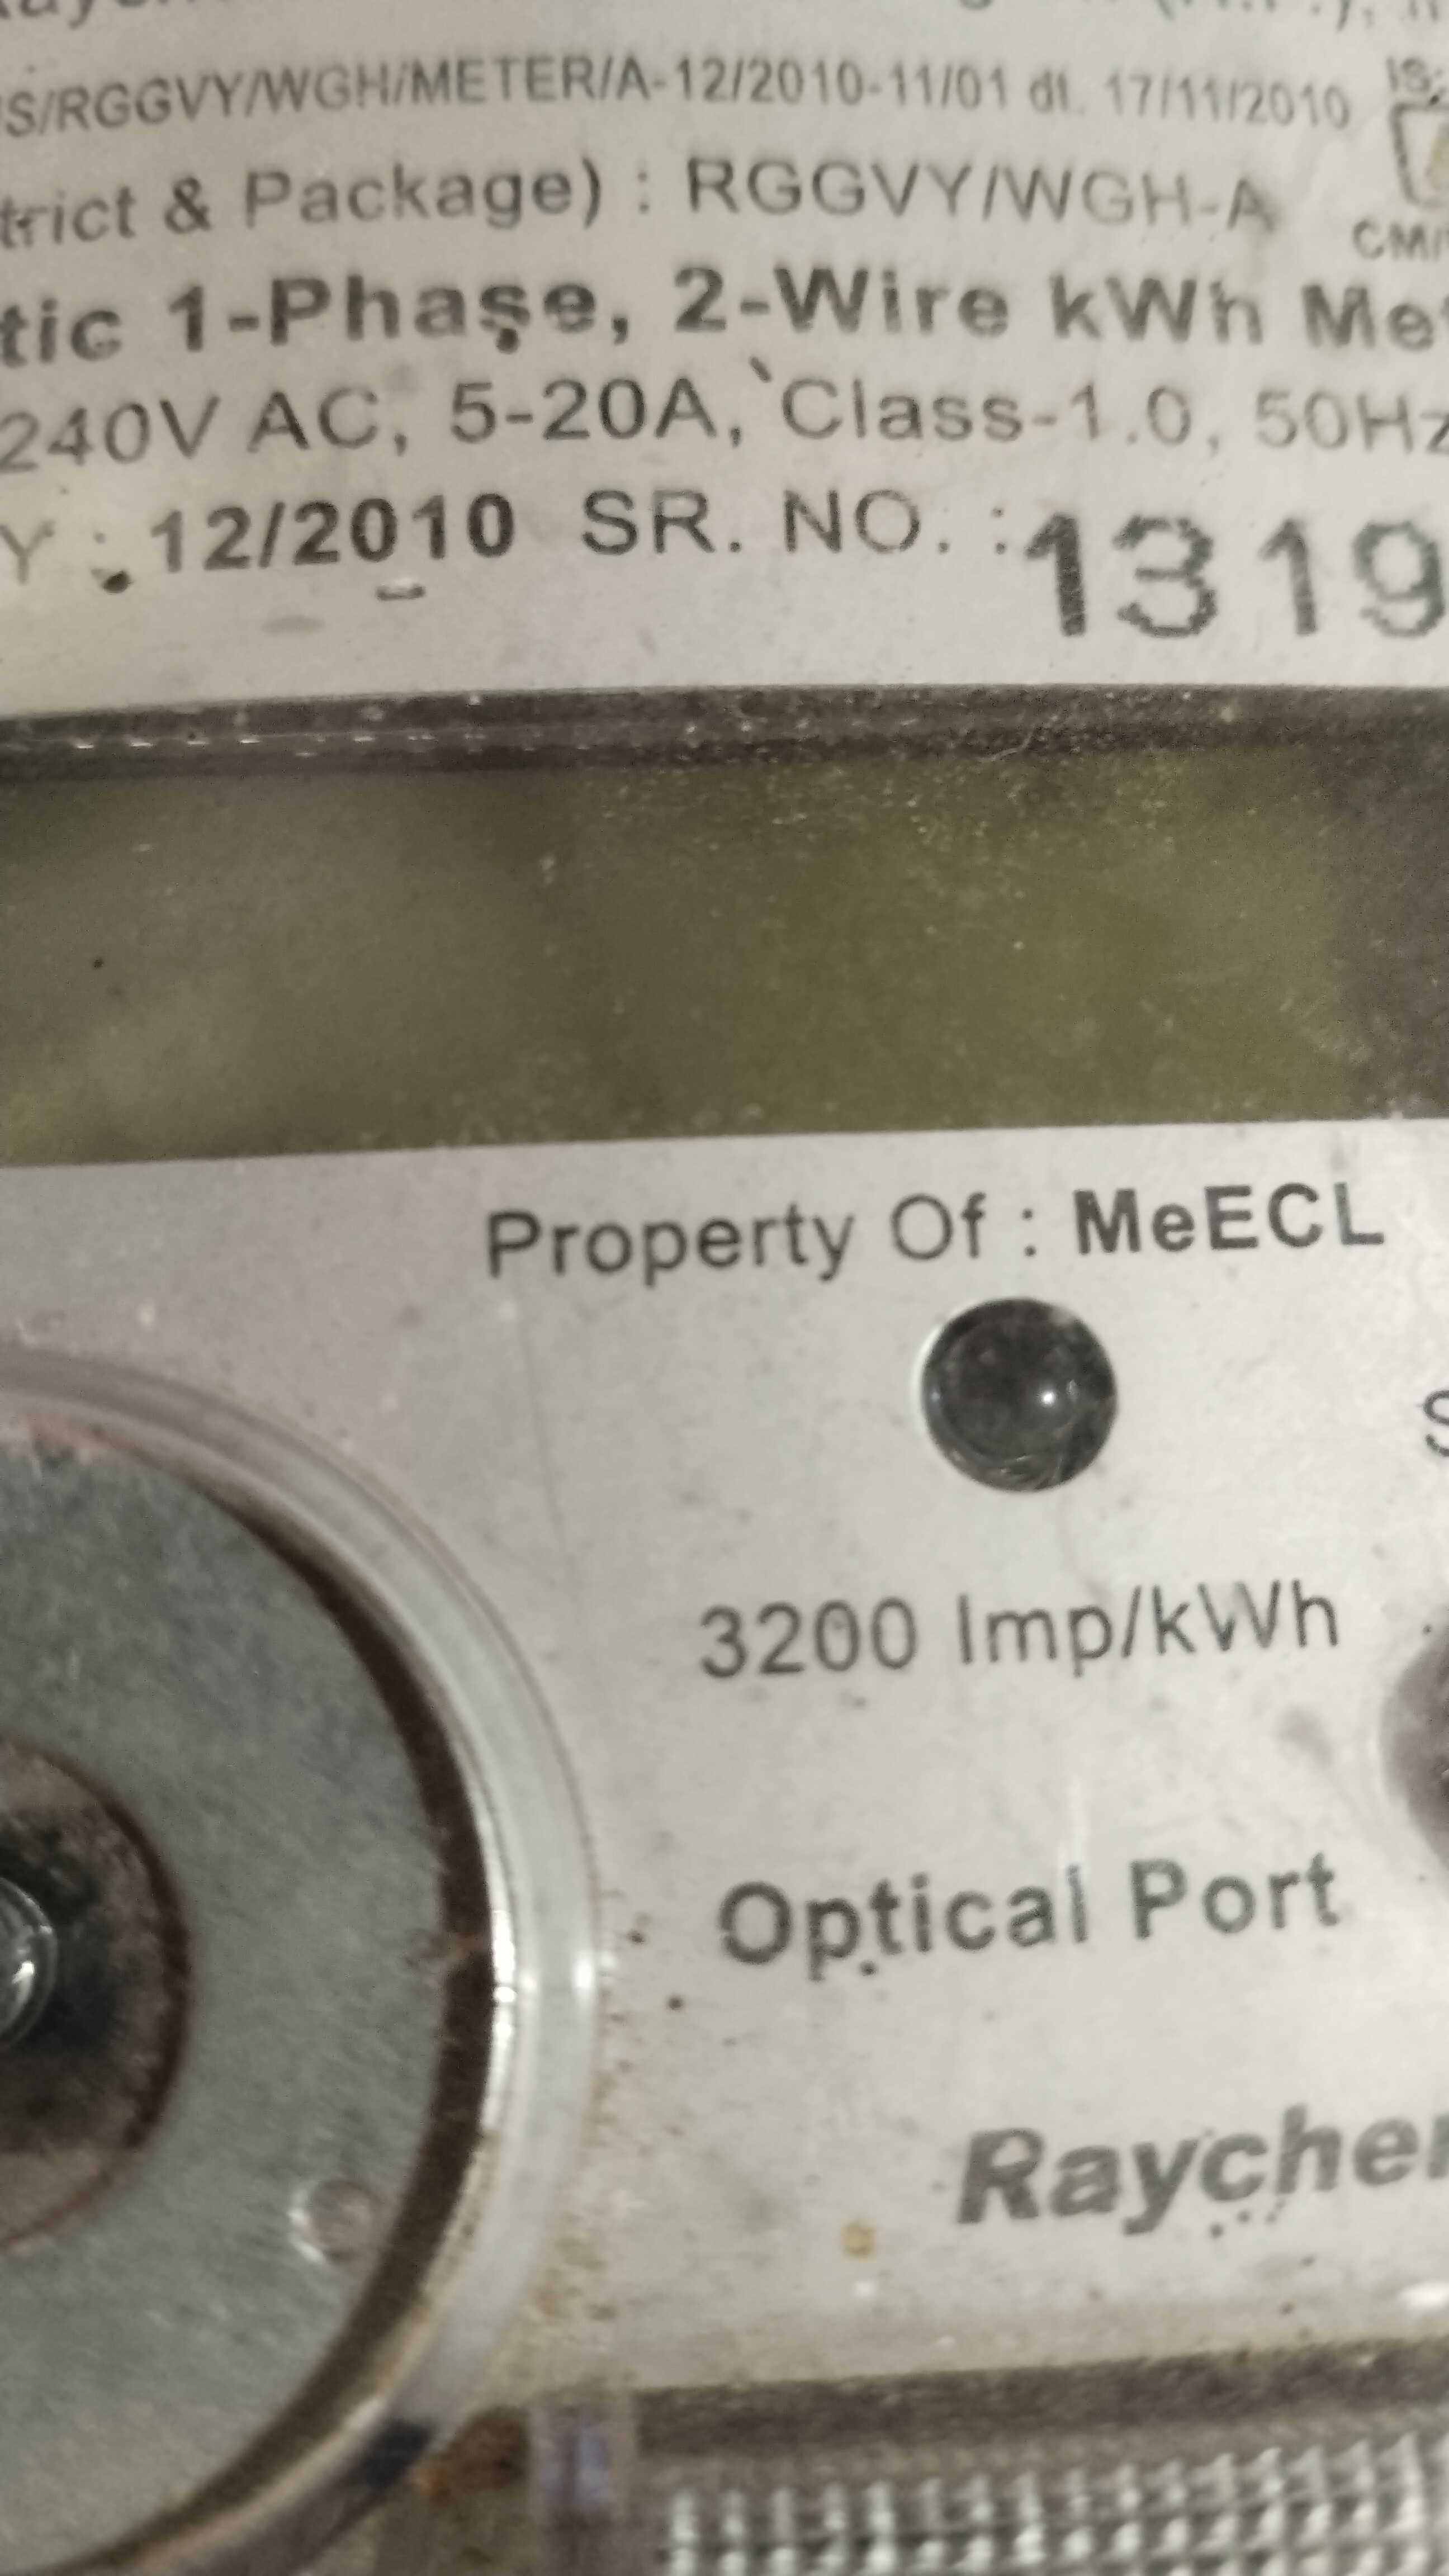 S/RGGVY/WGH/METER/A-12/2010-11/01 dt. 17/11/2010
IS:
trict & Package) : RGGVY/WGH-A
CM/
tic 1-Phase, 2-Wire kWh Me
240V AC, 5-20A, Class-1.0, 50Hz
Y : 12/2010 SR. NO. : 1319
Property Of : MeECL
S
3200 Imp/kWh
Optical Port
Rayche